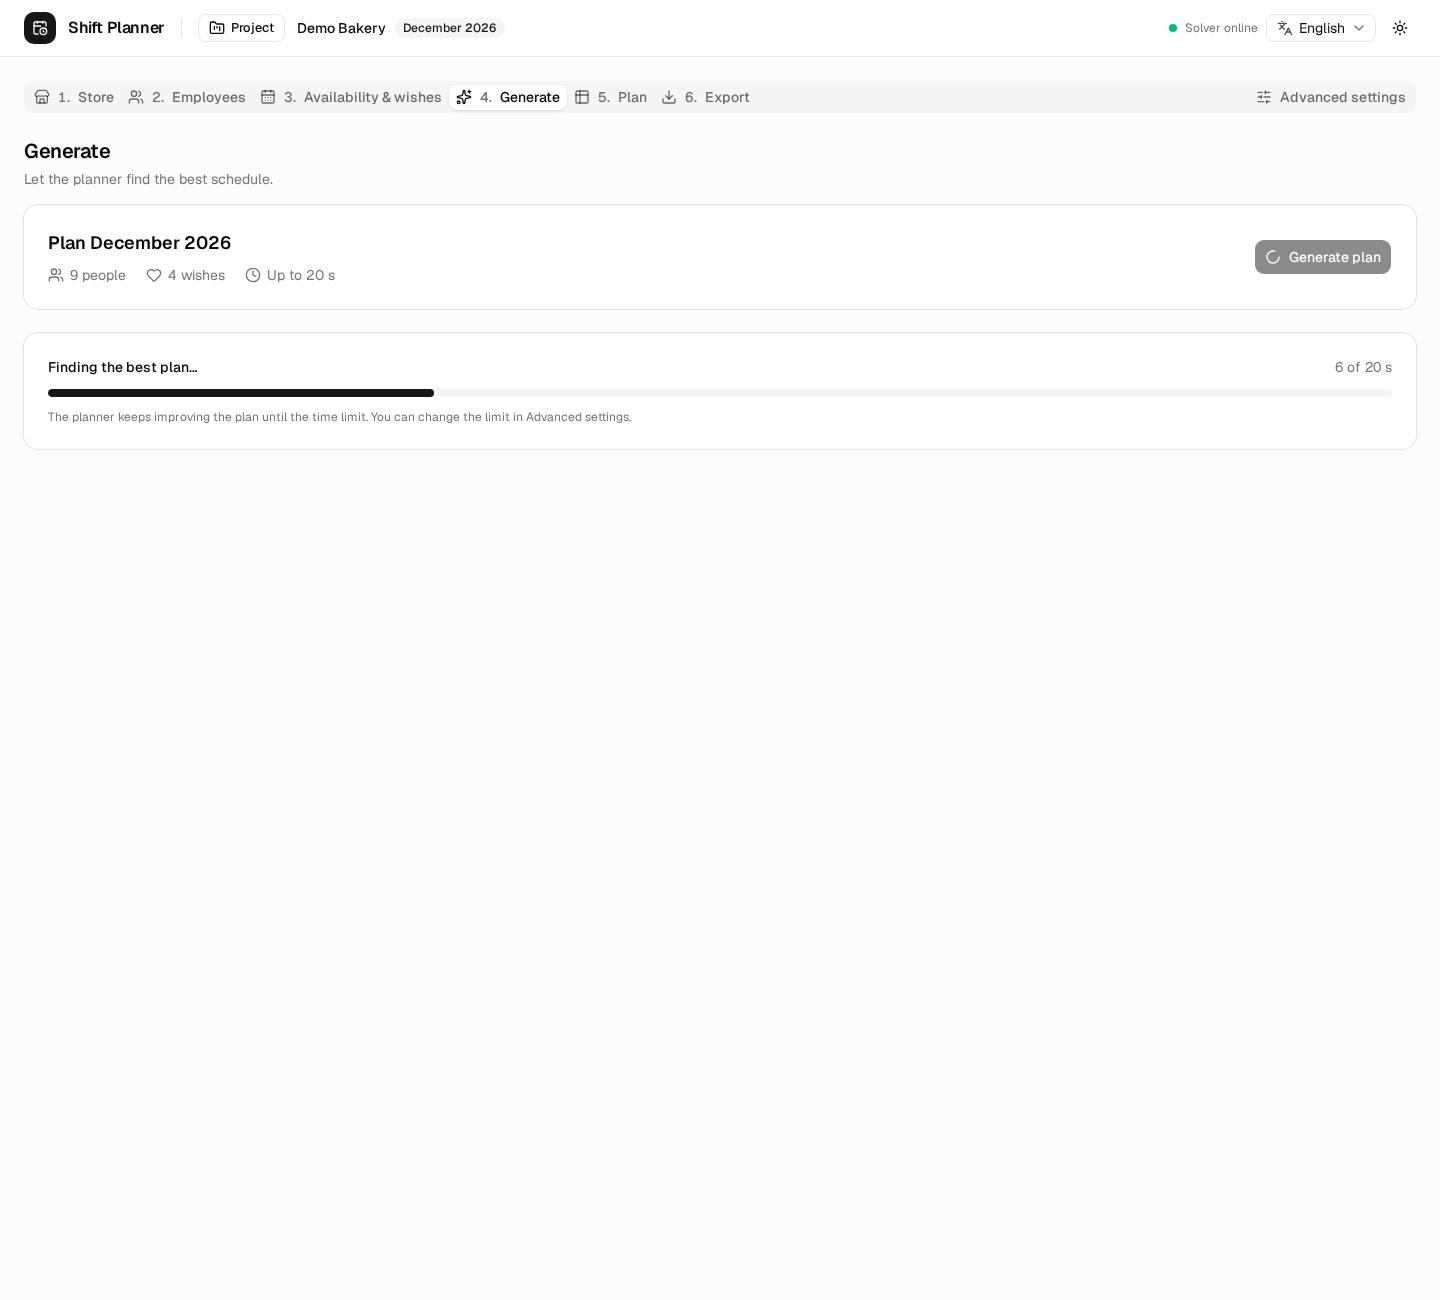 Shift Planner
Project
Demo Bakery
December 2026
Solver online
English
1. Store
2. Employees
3. Availability & wishes
4. Generate
5. Plan
6. Export
Advanced settings
Generate
Let the planner find the best schedule.
Plan December 2026
9 people
4 wishes
Up to 20 s
Generate plan
Finding the best plan…
6 of 20 s
The planner keeps improving the plan until the time limit. You can change the limit in Advanced settings.